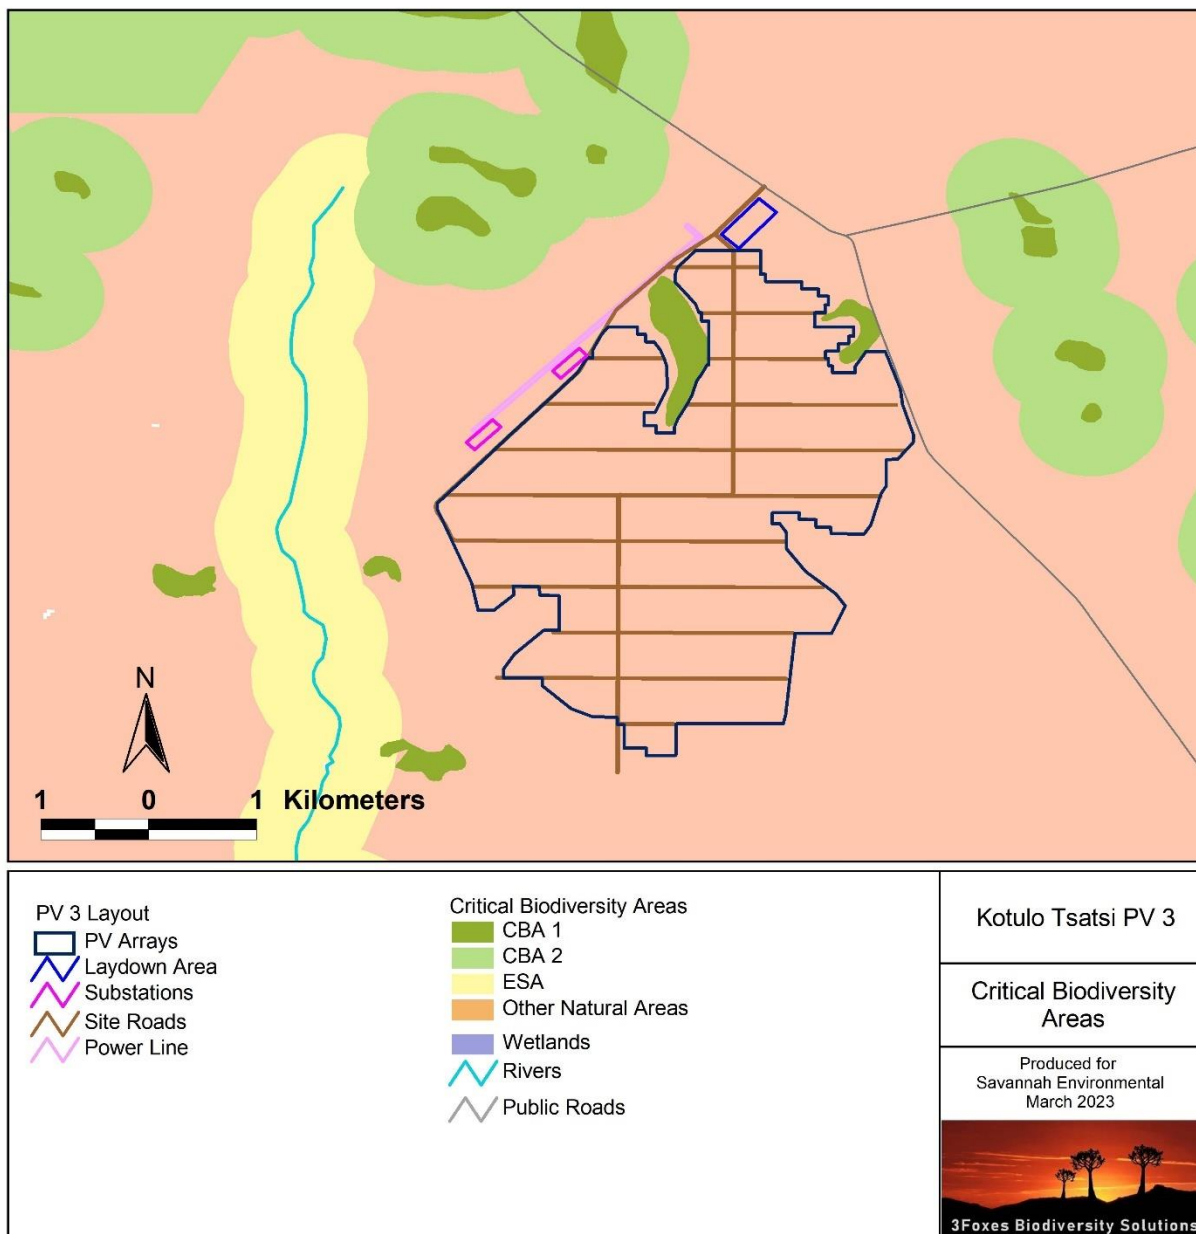 N
1 0 1 Kilometers
PV 3 Layout
PV Arrays
Laydown Area
Substations
Site Roads
Power Line
Critical Biodiversity Areas
CBA 1
CBA 2
ESA
Other Natural Areas
Wetlands
Rivers
Public Roads
Kotulo Tsatsi PV 3
Critical Biodiversity
Areas
Produced for
Savannah Environmental
March 2023
3Foxes Biodiversity Solutions